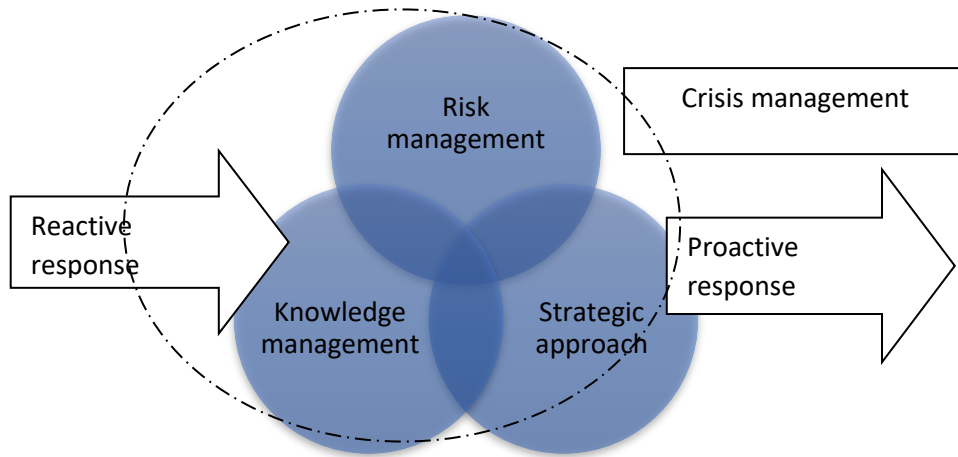 Risk
management
Crisis management
Reactive
response
Proactive
response
Knowledge
management
Strategic
approach